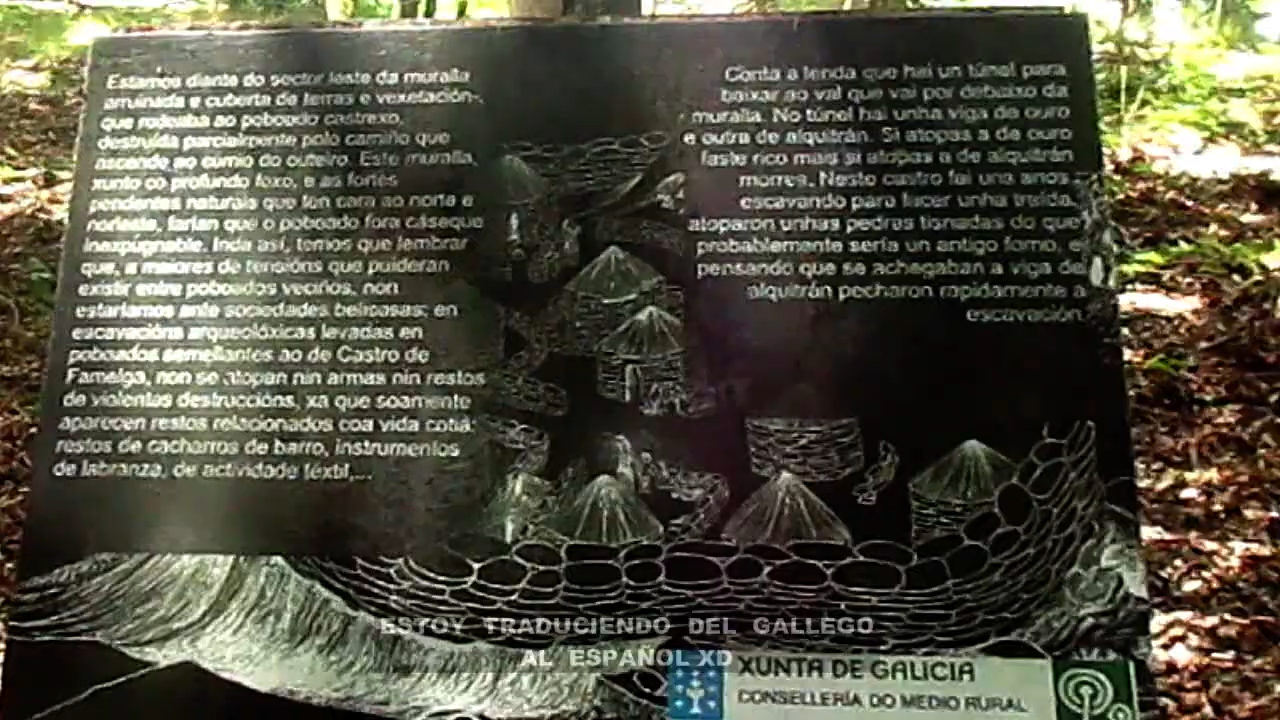 Estamos diante do sector leste da muralla
arruinada e cuberta de terras e vexetación-,
que rodeaba ao poboado castrexo,
destruída parcialmente polo camiño que
ascende ao cumio do outeiro. Esta muralla,
xunto co profundo foxo, e as fortes
pendentes naturais que ten cara ao norte e
noroleste, farían que o poboado fora cáseque
inexpugnable. Inda así, temos que lembrar
que, a maiores de tensións que puideran
existir entre poboados veciños, non
estariamos ante sociedades belicosas; en
escavacións arqueolóxicas levadas en
poboados semellantes ao de Castro de
Famelga, non se atopan nin armas nin restos
de violentas destruccións, xa que soamente
aparecen restos relacionados coa vida cotiá:
restos de cacharros de barro, instrumentos
de labranza, de actividade téxtil,...
Conta a lenda que hai un túnel para
baixar ao val que vai por debaixo da
muralla. No túnel hai unha viga de ouro
e outra de alquitrán. Si atopas a de ouro
faste rico mais si atopas a de alquitrán
morres. Neste castro fai uns anos
escavando para facer unha traída,
atoparon unhas pedras tisnadas do que
probablemente sería un antigo forno, e
pensando que se achegaban a viga de
alquitrán pecharon rapidamente a
escavación.
ESTOY TRADUCIENDO DEL GALLEGO
AL ESPAÑOL XD
XUNTA DE GALICIA
CONSELLERÍA DO MEDIO RURAL